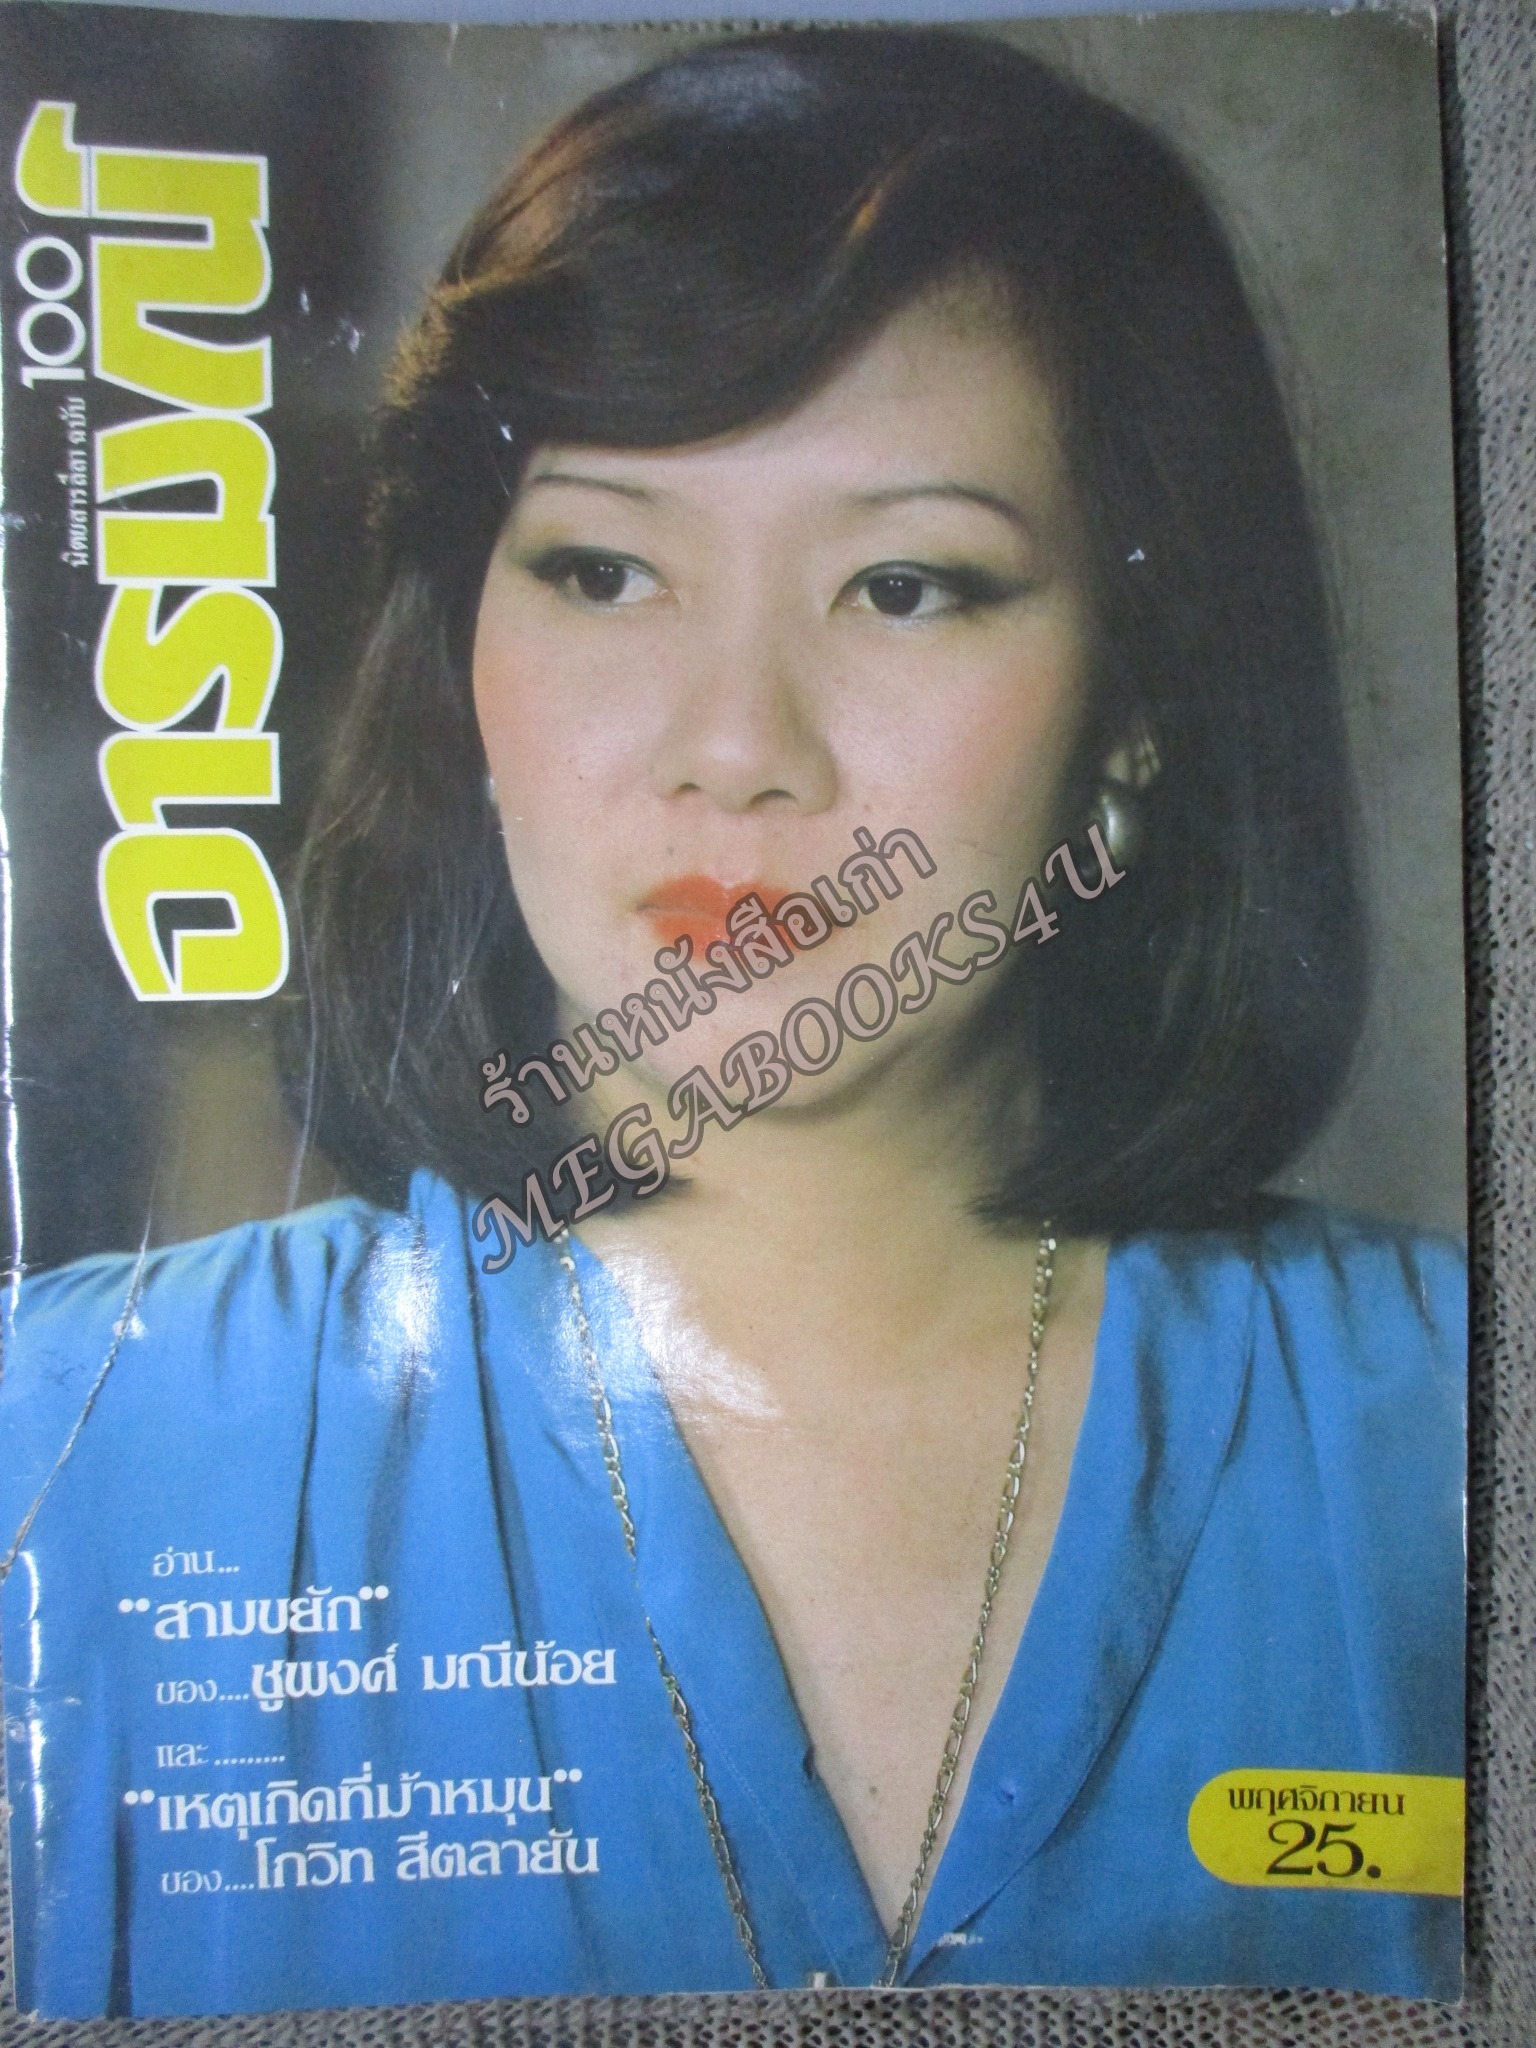 อารมณ์
นิตยสารลีลา ฉบับ 100
ร้านหนังสือเก่า
MEGABOOKS4U
อ่าน...
"สามขยัก"
ของ....ชูพงศ์ มณีน้อย
และ.........
"เหตุเกิดที่ม้าหมุน"
ของ....โกวิท สีตลายัน
พฤศจิกายน
25.